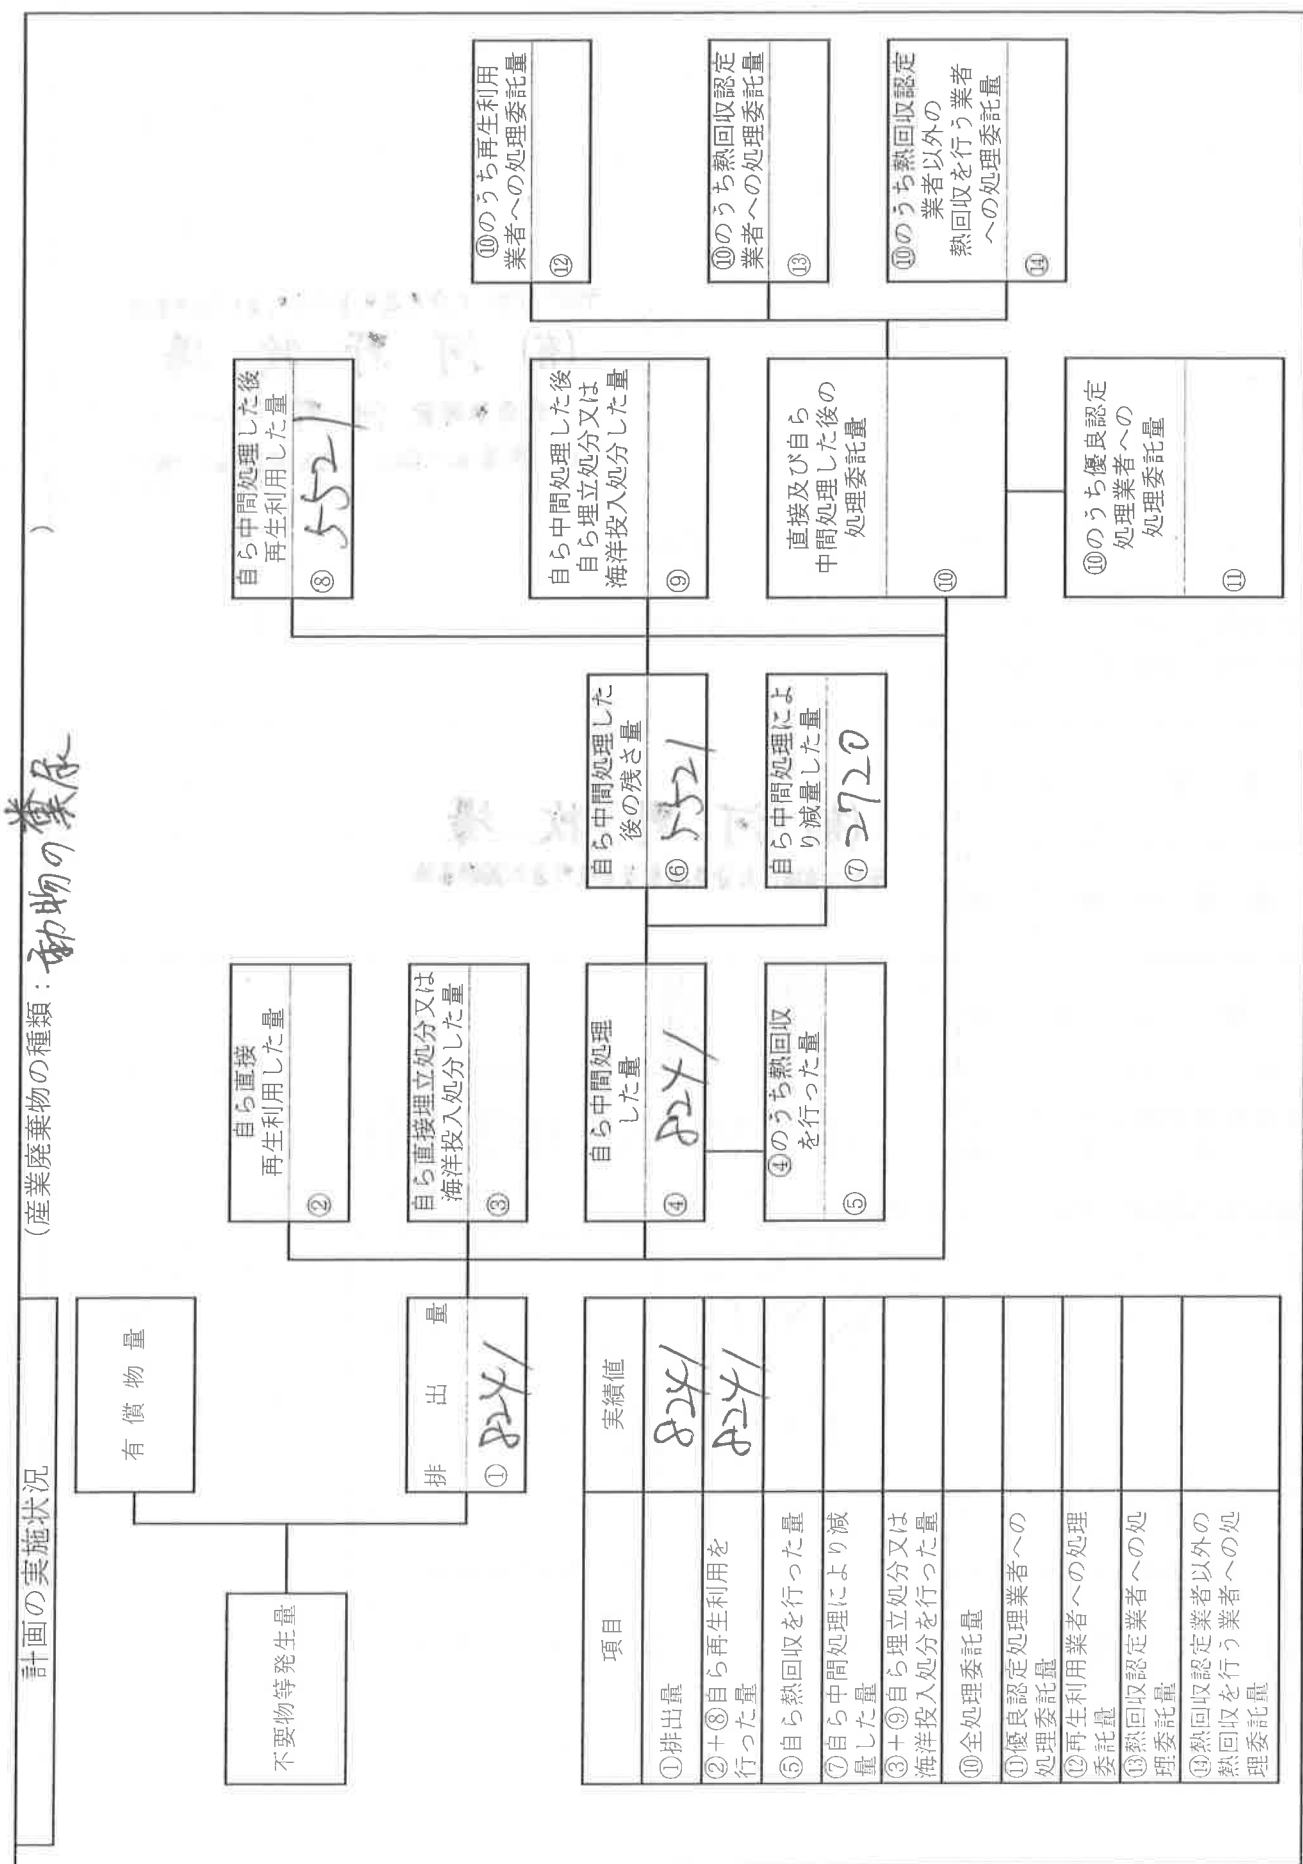 計画の実施状況
(産業廃棄物の種類：動物の糞尿)
不要物等発生量
有償物量
排出量
① 8241
自ら直接
再生利用した量
②
自ら直接埋立処分又は
海洋投入処分した量
③
自ら中間処理
した量
④ 8241
④のうち熱回収
を行った量
⑤
自ら中間処理した
後の残さ量
⑥ 5521
自ら中間処理によ
り減量した量
⑦ 2720
自ら中間処理した後
再生利用した量
⑧ 5521
自ら中間処理した後
自ら埋立処分又は
海洋投入処分した量
⑨
直接及び自ら
中間処理した後の
処理委託量
⑩
⑩のうち優良認定
処理業者への
処理委託量
⑪
⑩のうち再生利用
業者への処理委託量
⑫
⑩のうち熱回収認定
業者への処理委託量
⑬
⑩のうち熱回収認定
業者以外の
熱回収を行う業者
への処理委託量
⑭
項目 実績値
①排出量 8241
②＋⑧自ら再生利用を
行った量 8241
⑤自ら熱回収を行った量
⑦自ら中間処理により減
量した量
③＋⑨自ら埋立処分又は
海洋投入処分を行った量
⑩全処理委託量
⑪優良認定処理業者への
処理委託量
⑫再生利用業者への処理
委託量
⑬熱回収認定業者への処
理委託量
⑭熱回収認定業者以外の
熱回収を行う業者への処
理委託量